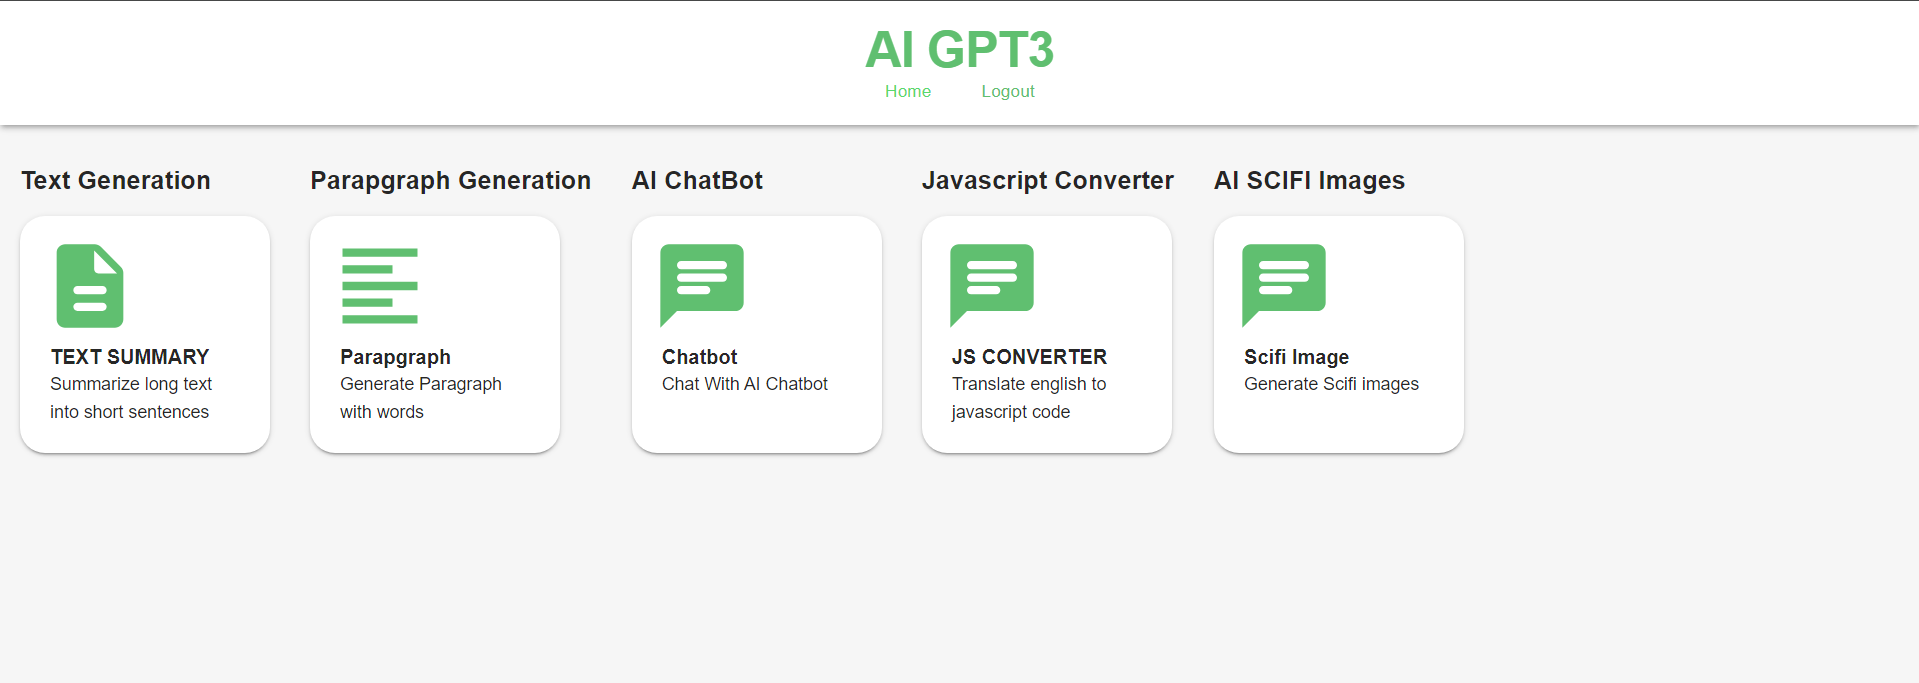 AI GPT3
Home Logout
Text Generation
TEXT SUMMARY
Summarize long text
into short sentences
Parapgraph Generation
Parapgraph
Generate Paragraph
with words
AI ChatBot
Chatbot
Chat With AI Chatbot
Javascript Converter
JS CONVERTER
Translate english to
javascript code
AI SCIFI Images
Scifi Image
Generate Scifi images